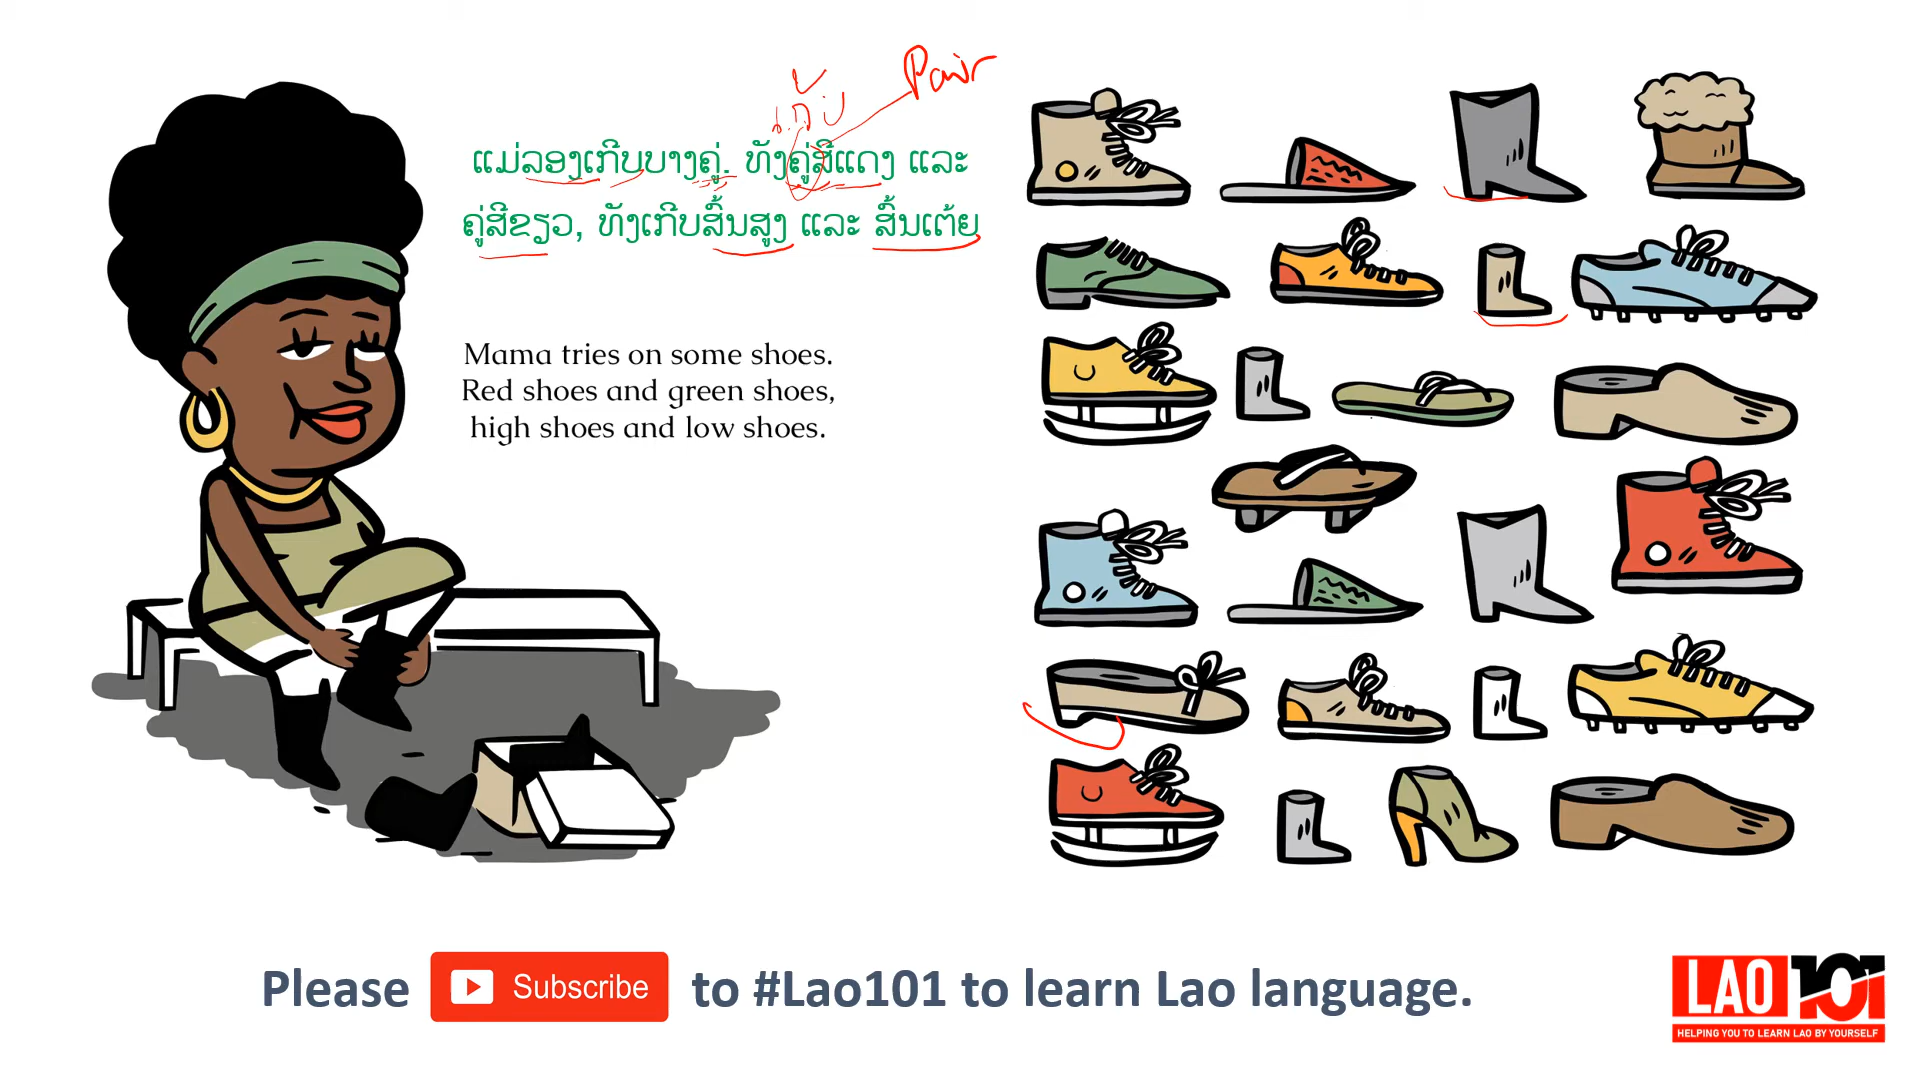 Pair
ແມ່ລອງເກີບບາງຄູ່. ທັງຄູ່ສີແດງ ແລະ
ຄູ່ສີຂຽວ, ທັງເກີບສົ້ນສູງ ແລະ ສົ້ນເຕ້ຍ
Mama tries on some shoes.
Red shoes and green shoes,
high shoes and low shoes.
Please Subscribe to #Lao101 to learn Lao language.
LAO 101
HELPING YOU TO LEARN LAO BY YOURSELF